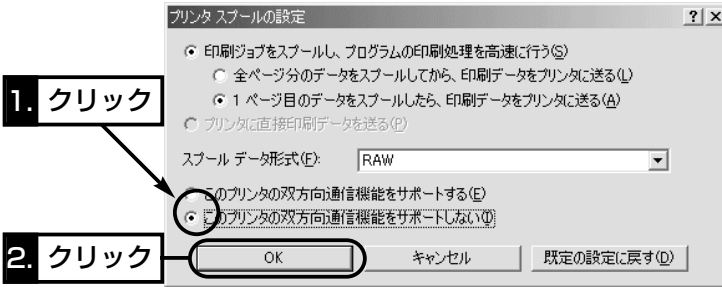 プリンタ スプールの設定
? ×
印刷ジョブをスプールし、プログラムの印刷処理を高速に行う(S)
全ページ分のデータをスプールしてから、印刷データをプリンタに送る(L)
1 ページ目のデータをスプールしたら、印刷データをプリンタに送る(A)
プリンタに直接印刷データを送る(P)
スプール データ形式(F): RAW
このプリンタの双方向通信機能をサポートする(E)
このプリンタの双方向通信機能をサポートしない(I)
OK キャンセル 既定の設定に戻す(D)
1. クリック
2. クリック